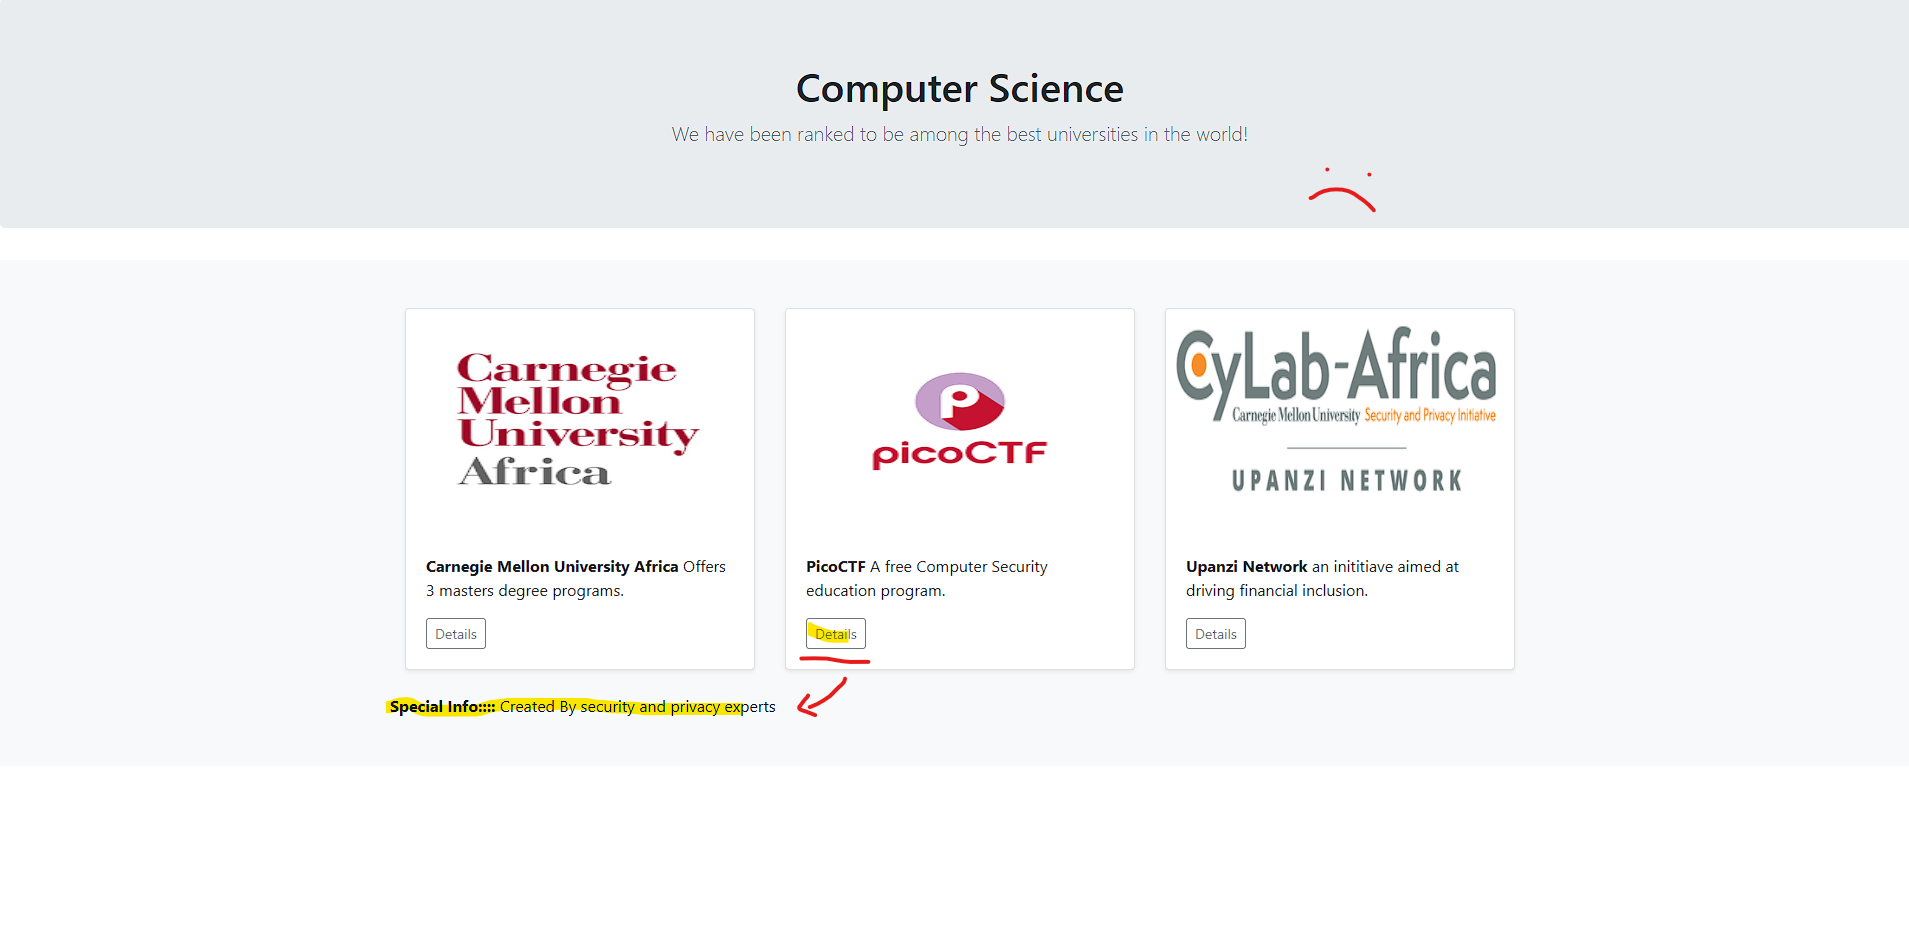 Computer Science
We have been ranked to be among the best universities in the world!
Carnegie
Mellon
University
Africa
picoCTF
CyLab-Africa
Carnegie Mellon University Security and Privacy Initiative
UPANZI NETWORK
Carnegie Mellon University Africa Offers
3 masters degree programs.
Details
PicoCTF A free Computer Security
education program.
Details
Upanzi Network an inititiave aimed at
driving financial inclusion.
Details
Special Info:::: Created By security and privacy experts